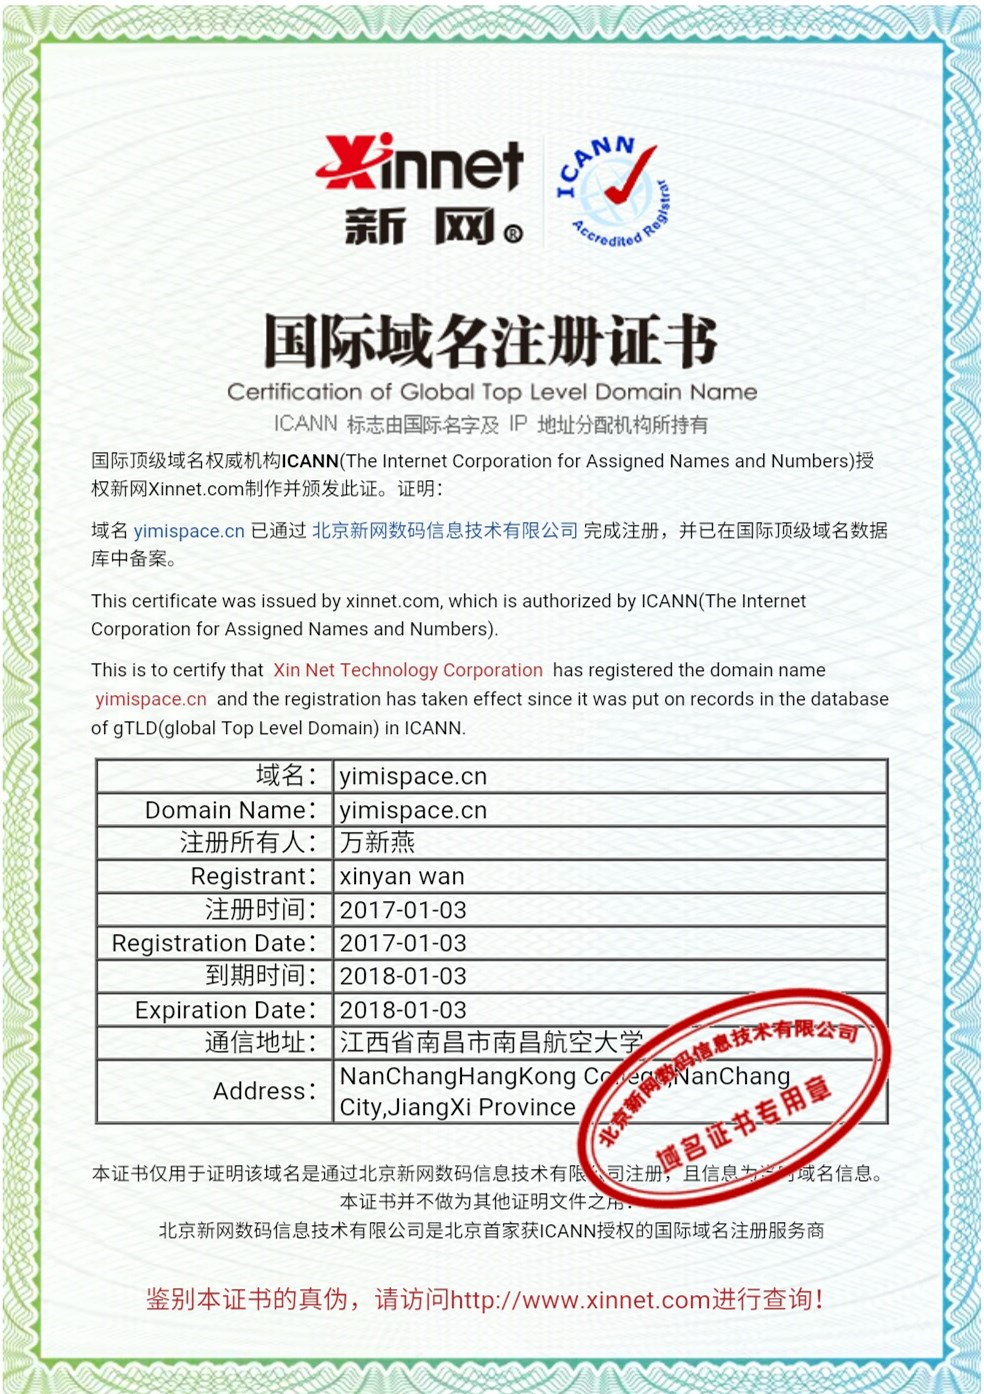 Xinnet
新网®
ICANN
Accredited Registrar
国际域名注册证书
Certification of Global Top Level Domain Name
ICANN 标志由国际名字及 IP 地址分配机构所持有
国际顶级域名权威机构ICANN(The Internet Corporation for Assigned Names and Numbers)授
权新网Xinnet.com制作并颁发此证。证明：
域名 yimispace.cn 已通过 北京新网数码信息技术有限公司 完成注册，并已在国际顶级域名数据
库中备案。
This certificate was issued by xinnet.com, which is authorized by ICANN(The Internet
Corporation for Assigned Names and Numbers).
This is to certify that Xin Net Technology Corporation has registered the domain name
yimispace.cn and the registration has taken effect since it was put on records in the database
of gTLD(global Top Level Domain) in ICANN.
域名： yimispace.cn
Domain Name： yimispace.cn
注册所有人： 万新燕
Registrant： xinyan wan
注册时间： 2017-01-03
Registration Date： 2017-01-03
到期时间： 2018-01-03
Expiration Date： 2018-01-03
通信地址： 江西省南昌市南昌航空大学
Address： NanChangHangKong College,NanChang
City,JiangXi Province
北京新网数码信息技术有限公司
域名证书专用章
本证书仅用于证明该域名是通过北京新网数码信息技术有限公司注册，且信息为注册域名信息。
本证书并不做为其他证明文件之用．
北京新网数码信息技术有限公司是北京首家获ICANN授权的国际域名注册服务商
鉴别本证书的真伪，请访问http://www.xinnet.com进行查询！